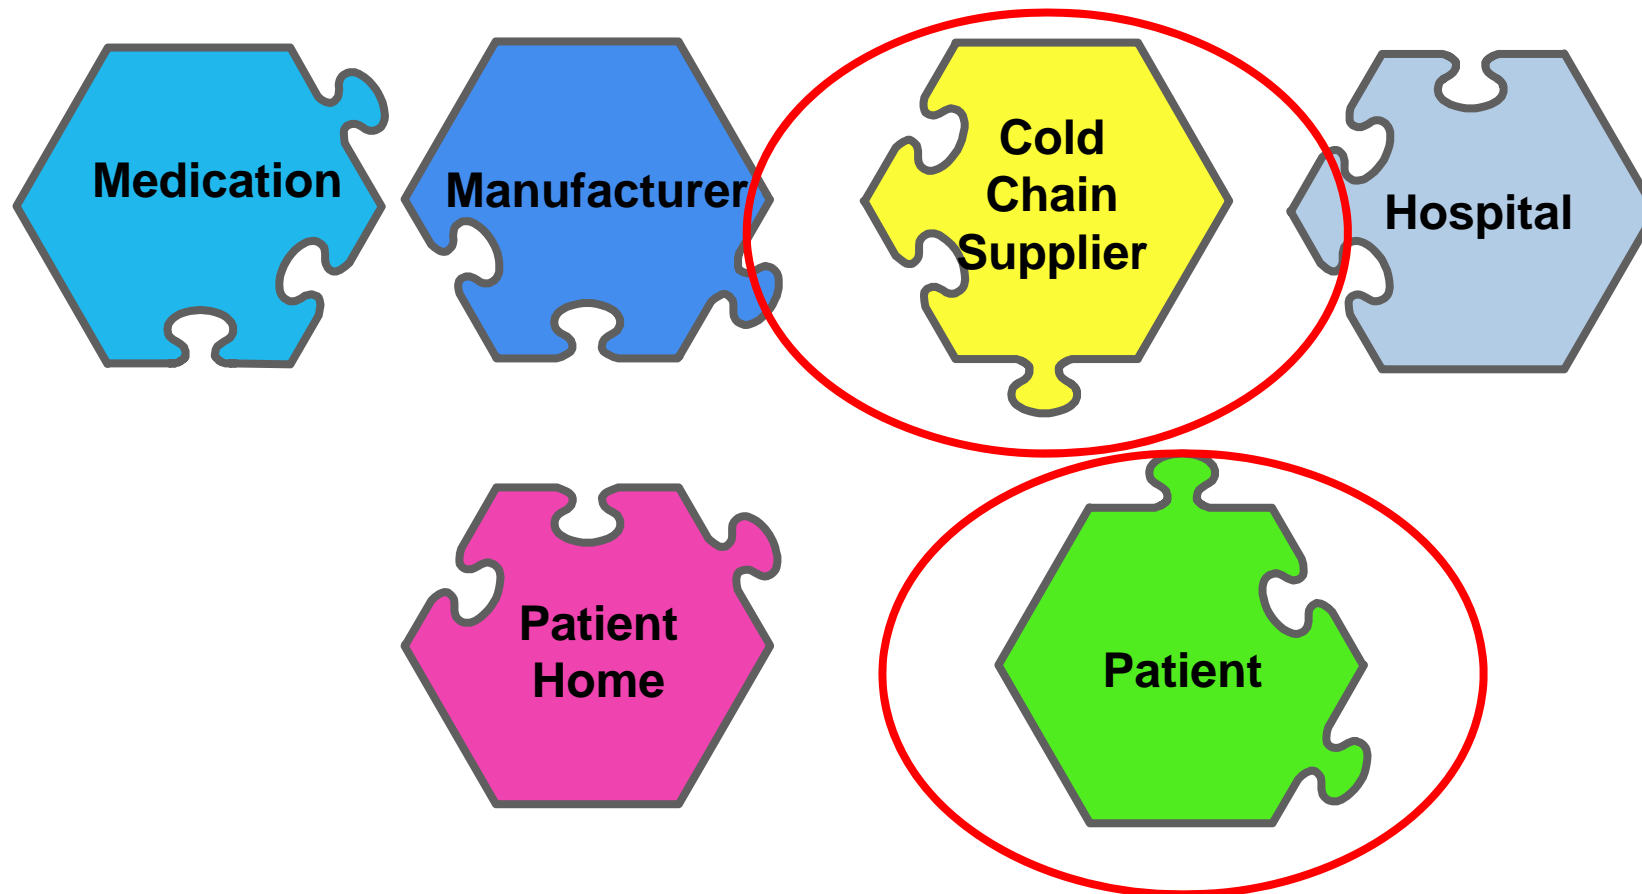 Medication
Manufacturer
Cold
Chain
Supplier
Hospital
Patient
Home
Patient